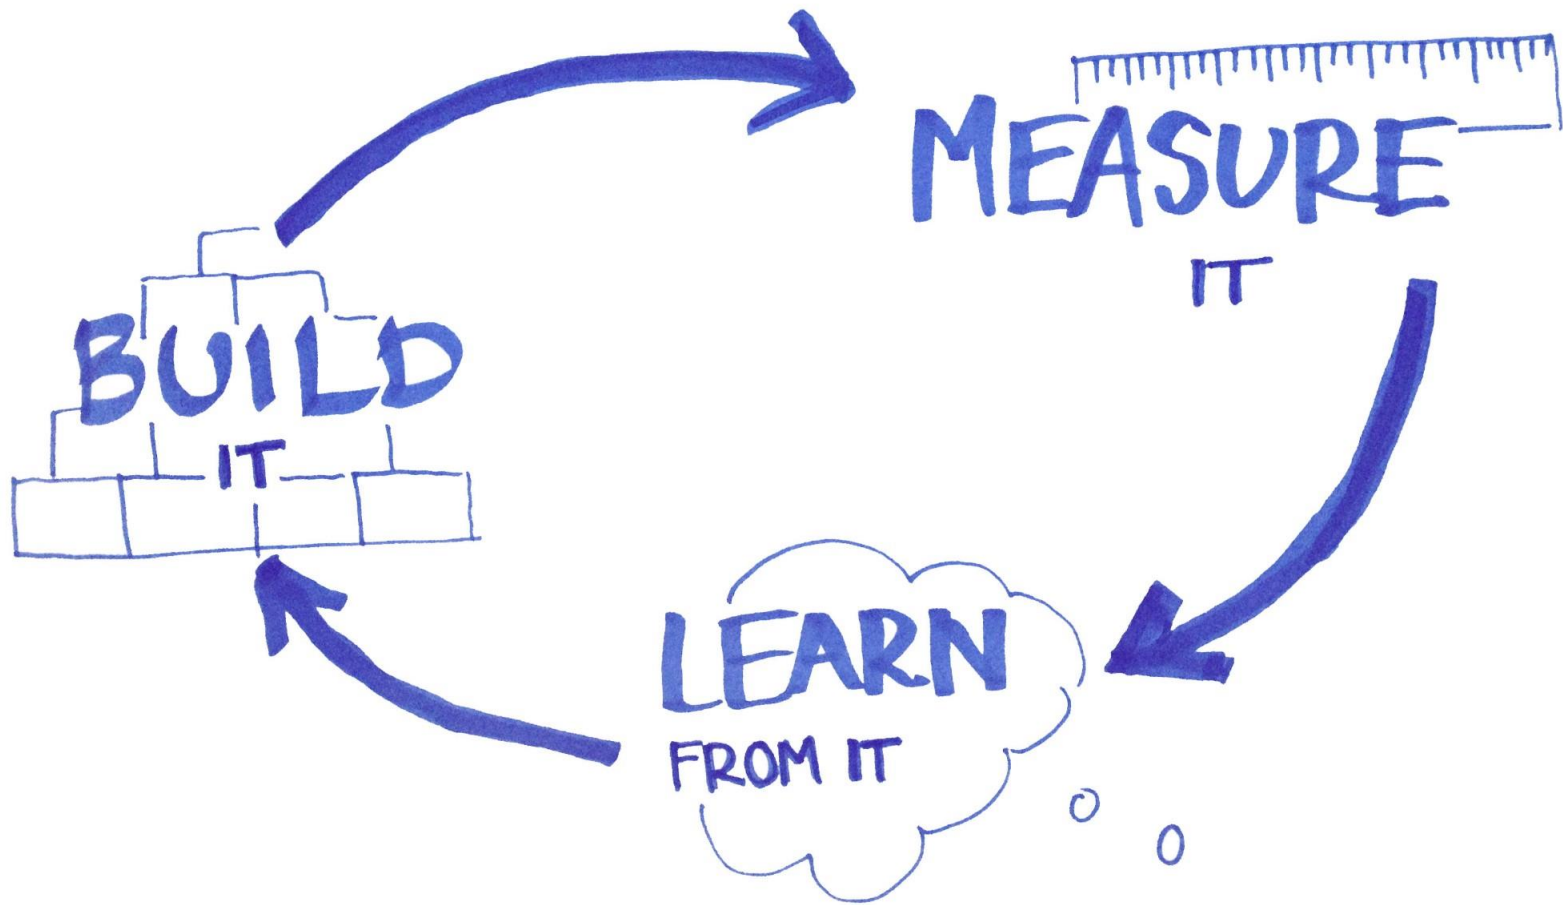 BUILD
IT
MEASURE
IT
LEARN
FROM IT